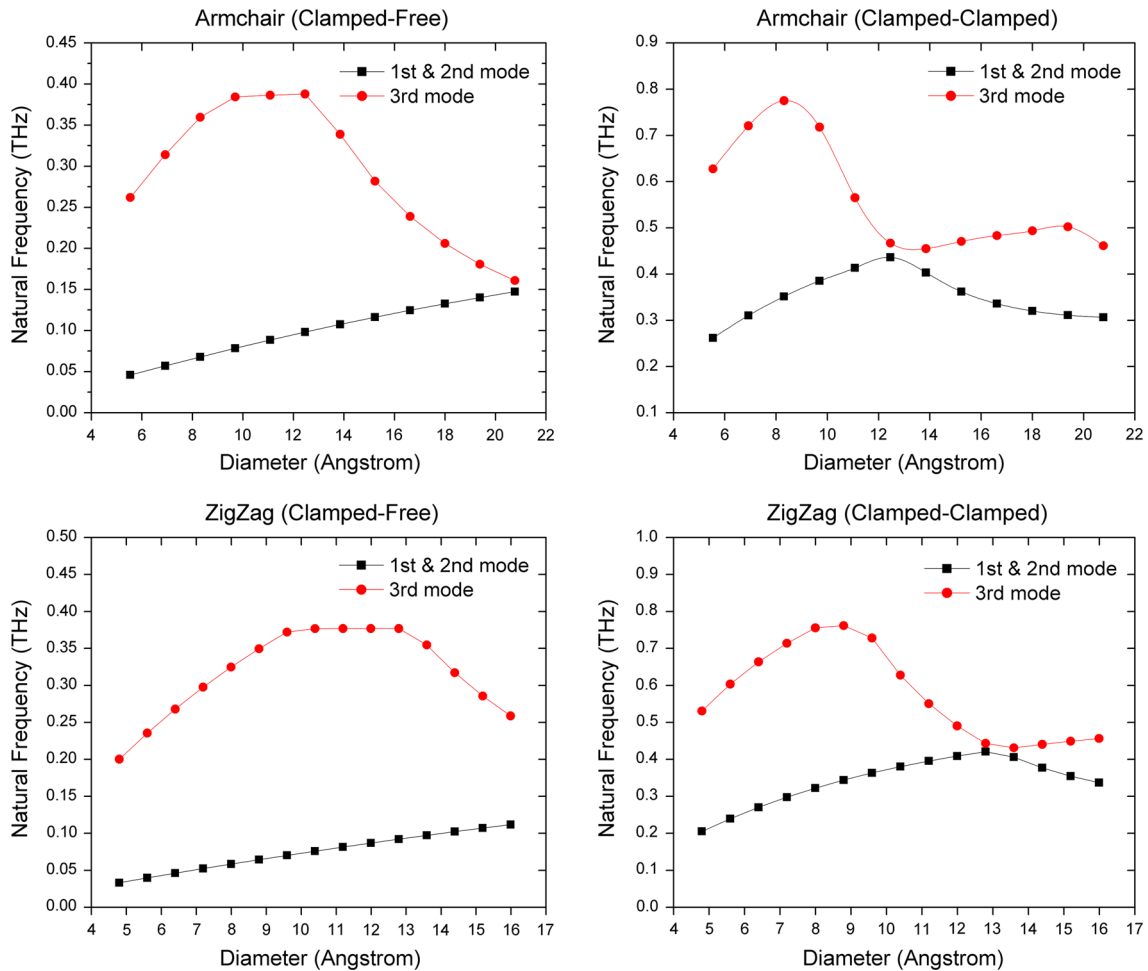 Armchair (Clamped-Free)
0.45
0.40
0.35
0.30
0.25
0.20
0.15
0.10
0.05
0.00
Natural Frequency (THz)
1st & 2nd mode
3rd mode
4 6 8 10 12 14 16 18 20 22
Diameter (Angstrom)
Armchair (Clamped-Clamped)
0.9
0.8
0.7
0.6
0.5
0.4
0.3
0.2
0.1
Natural Frequency (THz)
1st & 2nd mode
3rd mode
4 6 8 10 12 14 16 18 20 22
Diameter (Angstrom)
ZigZag (Clamped-Free)
0.50
0.45
0.40
0.35
0.30
0.25
0.20
0.15
0.10
0.05
0.00
Natural Frequency (THz)
1st & 2nd mode
3rd mode
4 5 6 7 8 9 10 11 12 13 14 15 16 17
Diameter (Angstrom)
ZigZag (Clamped-Clamped)
1.0
0.9
0.8
0.7
0.6
0.5
0.4
0.3
0.2
0.1
0.0
Natural Frequency (THz)
1st & 2nd mode
3rd mode
4 5 6 7 8 9 10 11 12 13 14 15 16 17
Diameter (Angstrom)